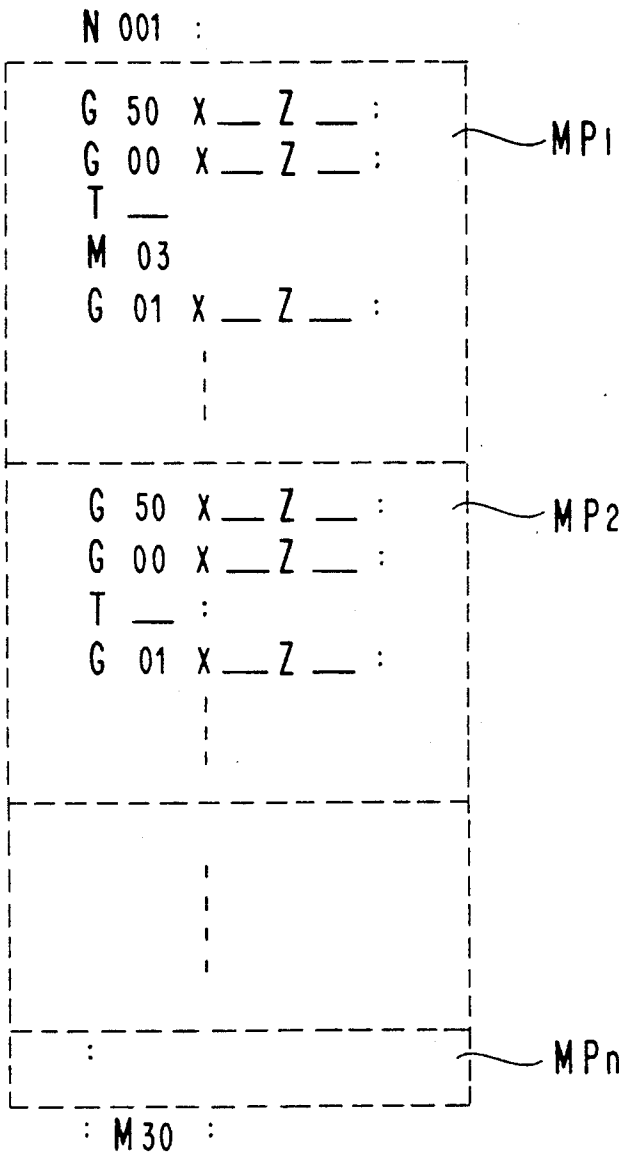 N 001 :
G 50 X __ Z __ :
MP1
G 00 X __ Z __ :
T __
M 03
G 01 X __ Z __ :
G 50 X __ Z __ :
MP2
G 00 X __ Z __ :
T __ :
G 01 X __ Z __ :
:
MPn
: M30 :